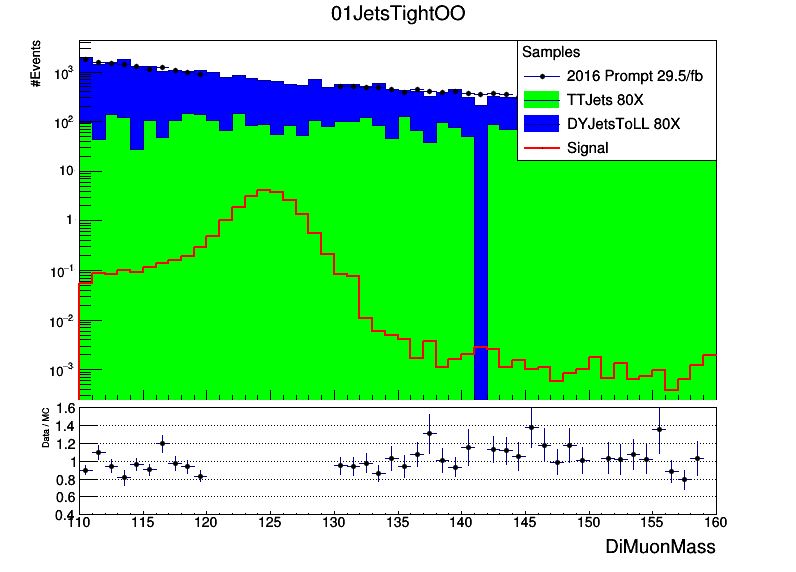 01JetsTightOO
#Events
Samples
2016 Prompt 29.5/fb
TTJets 80X
DYJetsToLL 80X
Signal
10³
10²
10
1
10⁻¹
10⁻²
10⁻³
Data / MC
1.6
1.4
1.2
1
0.8
0.6
0.4
110 115 120 125 130 135 140 145 150 155 160
DiMuonMass